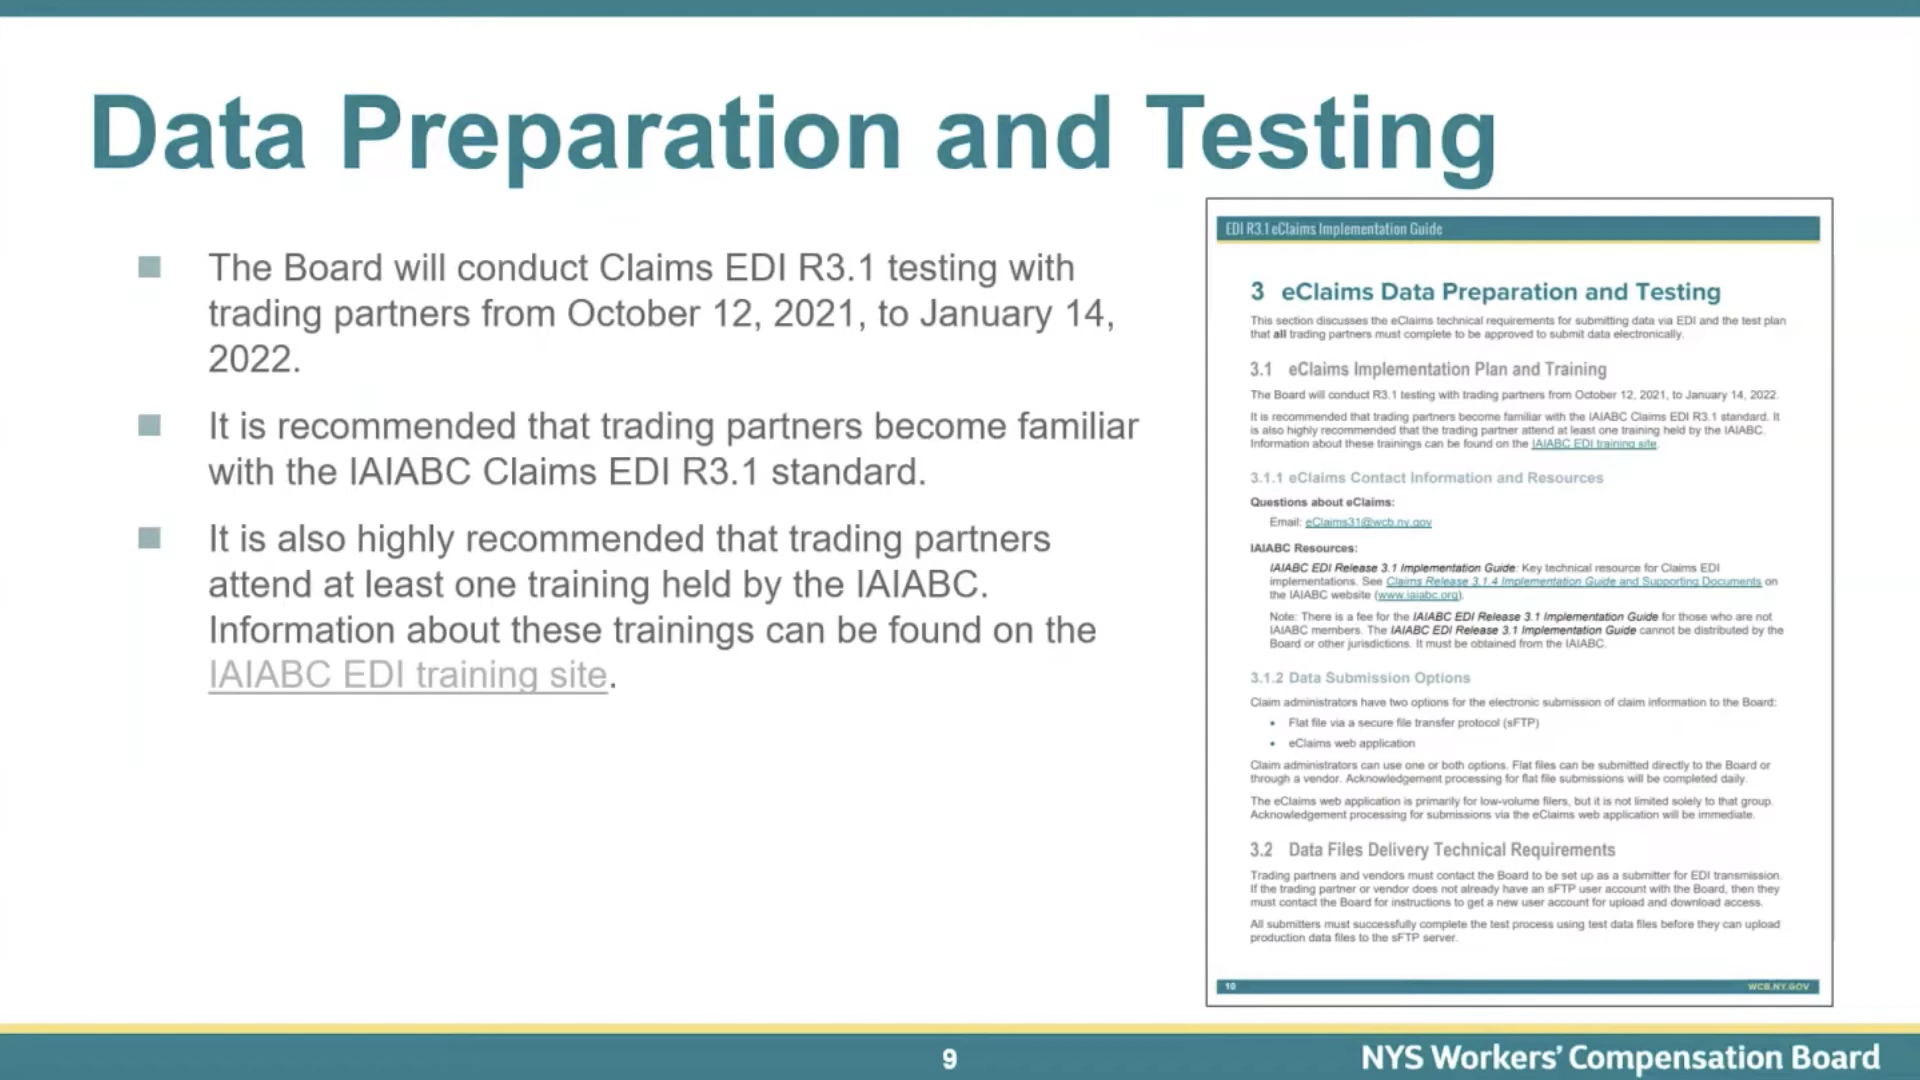 Data Preparation and Testing
The Board will conduct Claims EDI R3.1 testing with
trading partners from October 12, 2021, to January 14,
2022.
It is recommended that trading partners become familiar
with the IAIABC Claims EDI R3.1 standard.
It is also highly recommended that trading partners
attend at least one training held by the IAIABC.
Information about these trainings can be found on the
IAIABC EDI training site.
EDI R3.1 eClaims Implementation Guide
3 eClaims Data Preparation and Testing
This section discusses the eClaims technical requirements for submitting data via EDI and the test plan
that all trading partners must complete to be approved to submit data electronically.
3.1 eClaims Implementation Plan and Training
The Board will conduct R3.1 testing with trading partners from October 12, 2021, to January 14, 2022.
It is recommended that trading partners become familiar with the IAIABC Claims EDI R3.1 standard. It
is also highly recommended that the trading partner attend at least one training held by the IAIABC.
Information about these trainings can be found on the IAIABC EDI training site.
3.1.1 eClaims Contact Information and Resources
Questions about eClaims:
Email: eClaims31@wcb.ny.gov
IAIABC Resources:
IAIABC EDI Release 3.1 Implementation Guide: Key technical resource for Claims EDI
implementations. See Claims Release 3.1.4 Implementation Guide and Supporting Documents on
the IAIABC website (www.iaiabc.org).
Note: There is a fee for the IAIABC EDI Release 3.1 Implementation Guide for those who are not
IAIABC members. The IAIABC EDI Release 3.1 Implementation Guide cannot be distributed by the
Board or other jurisdictions. It must be obtained from the IAIABC.
3.1.2 Data Submission Options
Claim administrators have two options for the electronic submission of claim information to the Board:
• Flat file via a secure file transfer protocol (sFTP)
• eClaims web application
Claim administrators can use one or both options. Flat files can be submitted directly to the Board or
through a vendor. Acknowledgement processing for flat file submissions will be completed daily.
The eClaims web application is primarily for low-volume filers, but it is not limited solely to that group.
Acknowledgement processing for submissions via the eClaims web application will be immediate.
3.2 Data Files Delivery Technical Requirements
Trading partners and vendors must contact the Board to be set up as a submitter for EDI transmission.
If the trading partner or vendor does not already have an sFTP user account with the Board, then they
must contact the Board for instructions to get a new user account for upload and download access.
All submitters must successfully complete the test process using test data files before they can upload
production data files to the sFTP server.
10 WCB.NY.GOV
9
NYS Workers' Compensation Board